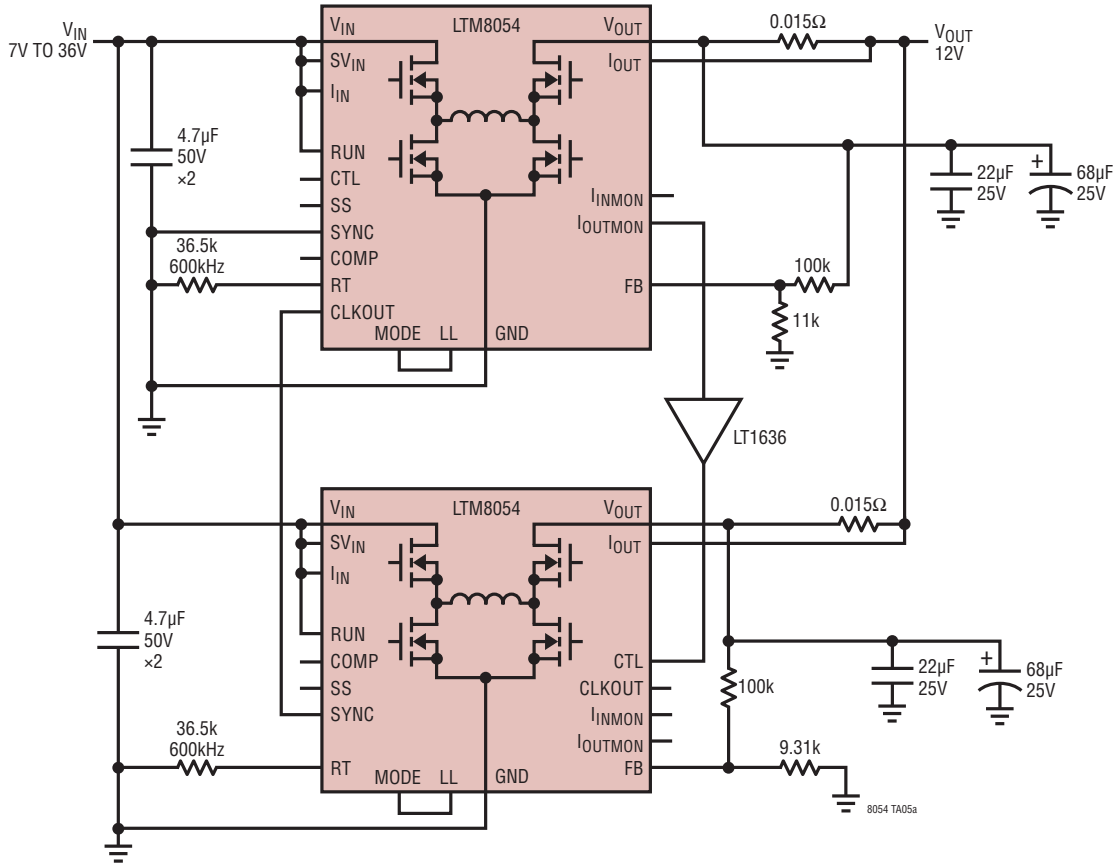 VIN
7V TO 36V
4.7µF
50V
×2
36.5k
600kHz
VIN
SVIN
IIN
RUN
CTL
SS
SYNC
COMP
RT
CLKOUT
LTM8054
MODE
LL
GND
VOUT
IOUT
IINMON
IOUTMON
FB
0.015Ω
VOUT
12V
100k
11k
22µF
25V
+
68µF
25V
LT1636
4.7µF
50V
×2
36.5k
600kHz
VIN
SVIN
IIN
RUN
COMP
SS
SYNC
RT
LTM8054
MODE
LL
GND
VOUT
IOUT
CTL
CLKOUT
IINMON
IOUTMON
FB
0.015Ω
100k
9.31k
22µF
25V
+
68µF
25V
8054 TA05a